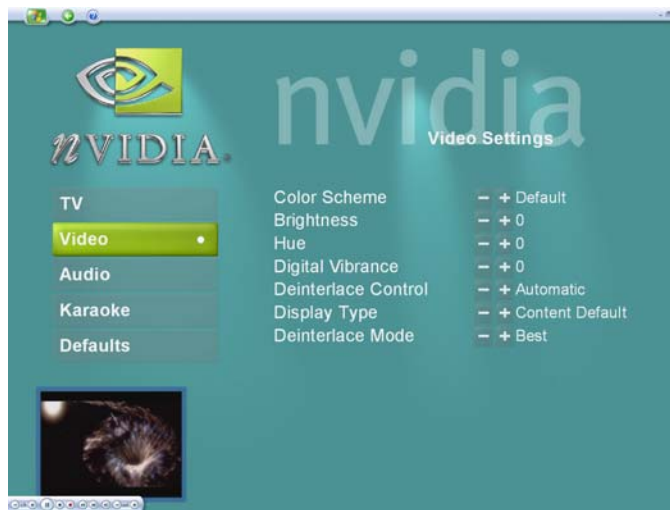 nvidia
Video Settings
NVIDIA.
TV
Video
Audio
Karaoke
Defaults
Color Scheme - + Default
Brightness - + 0
Hue - + 0
Digital Vibrance - + 0
Deinterlace Control - + Automatic
Display Type - + Content Default
Deinterlace Mode - + Best